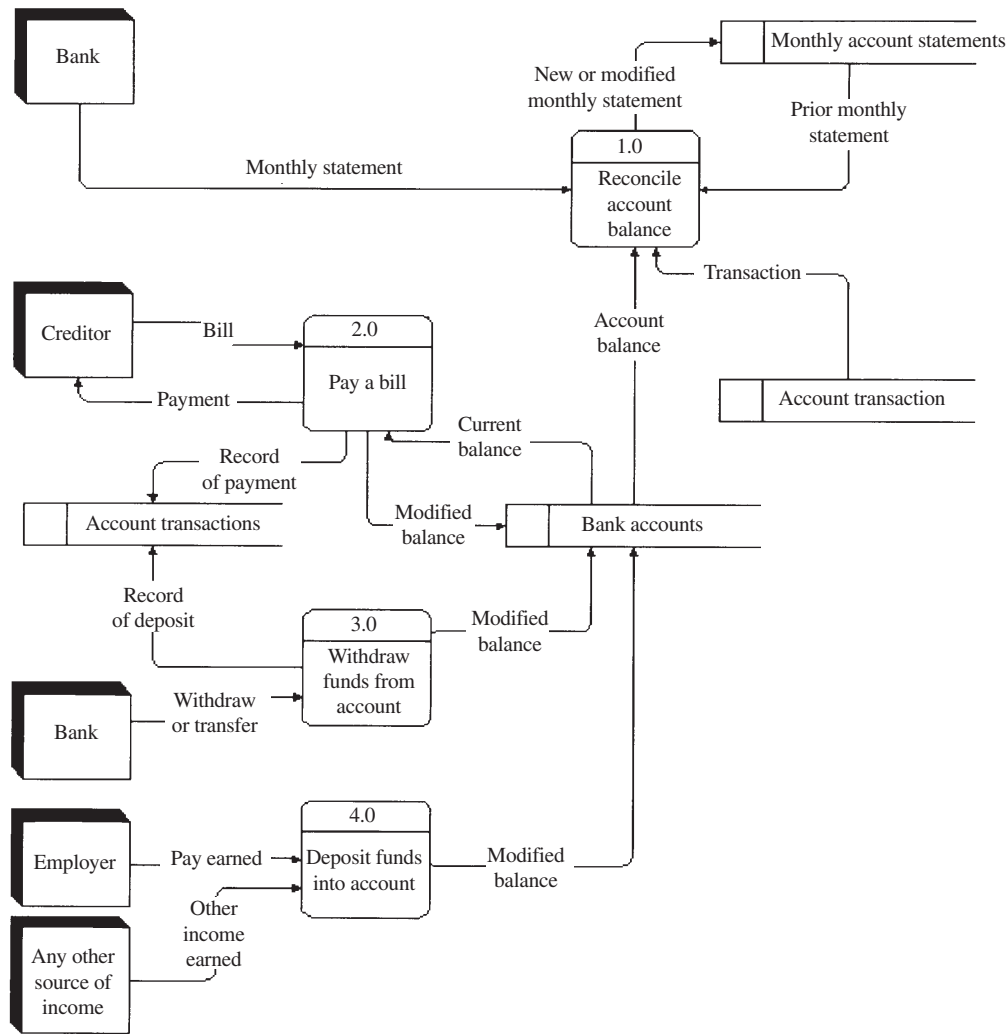 Bank
Monthly account statements
New or modified
monthly statement
Prior monthly
statement
1.0
Reconcile
account
balance
Monthly statement
Transaction
Creditor
Bill
2.0
Pay a bill
Payment
Account
balance
Account transaction
Current
balance
Record
of payment
Account transactions
Modified
balance
Bank accounts
Record
of deposit
3.0
Withdraw
funds from
account
Modified
balance
Bank
Withdraw
or transfer
4.0
Deposit funds
into account
Employer
Pay earned
Modified
balance
Other
income
earned
Any other
source of
income